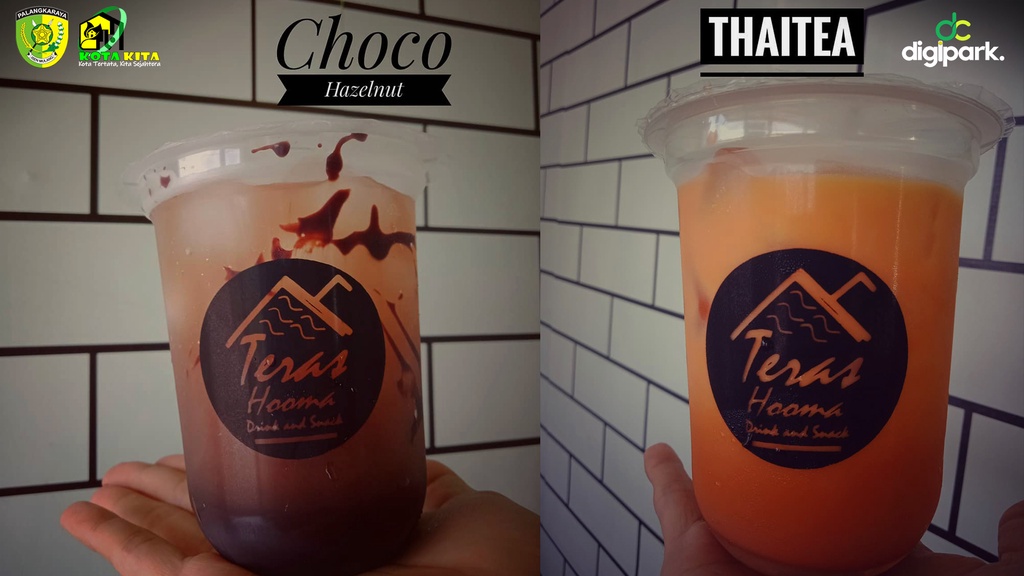 PALANGKARAYA
KOTA KITA
Kota Tertata, Kita Sejahtera
Choco
Hazelnut
Teras
Hooma
Drink and Snack
THAITEA
dc
digipark.
Teras
Hooma
Drink and Snack